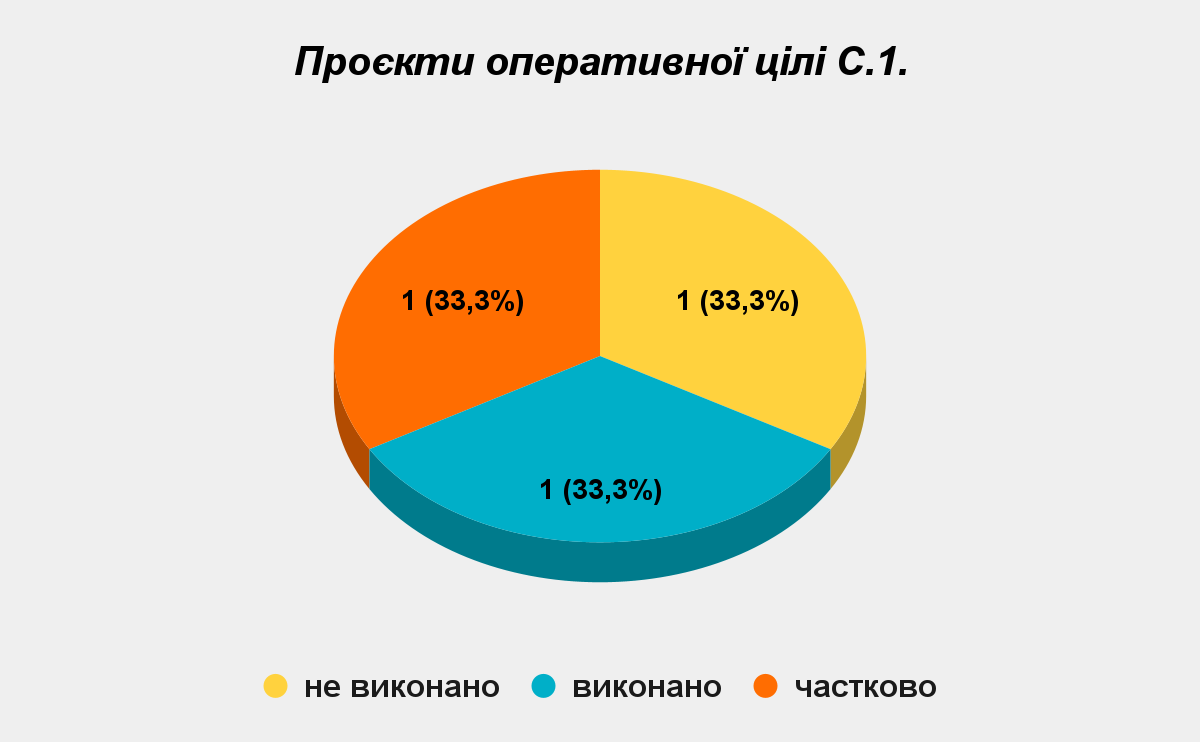 Проєкти оперативної цілі С.1.
1 (33,3%)
1 (33,3%)
1 (33,3%)
не виконано
виконано
частково